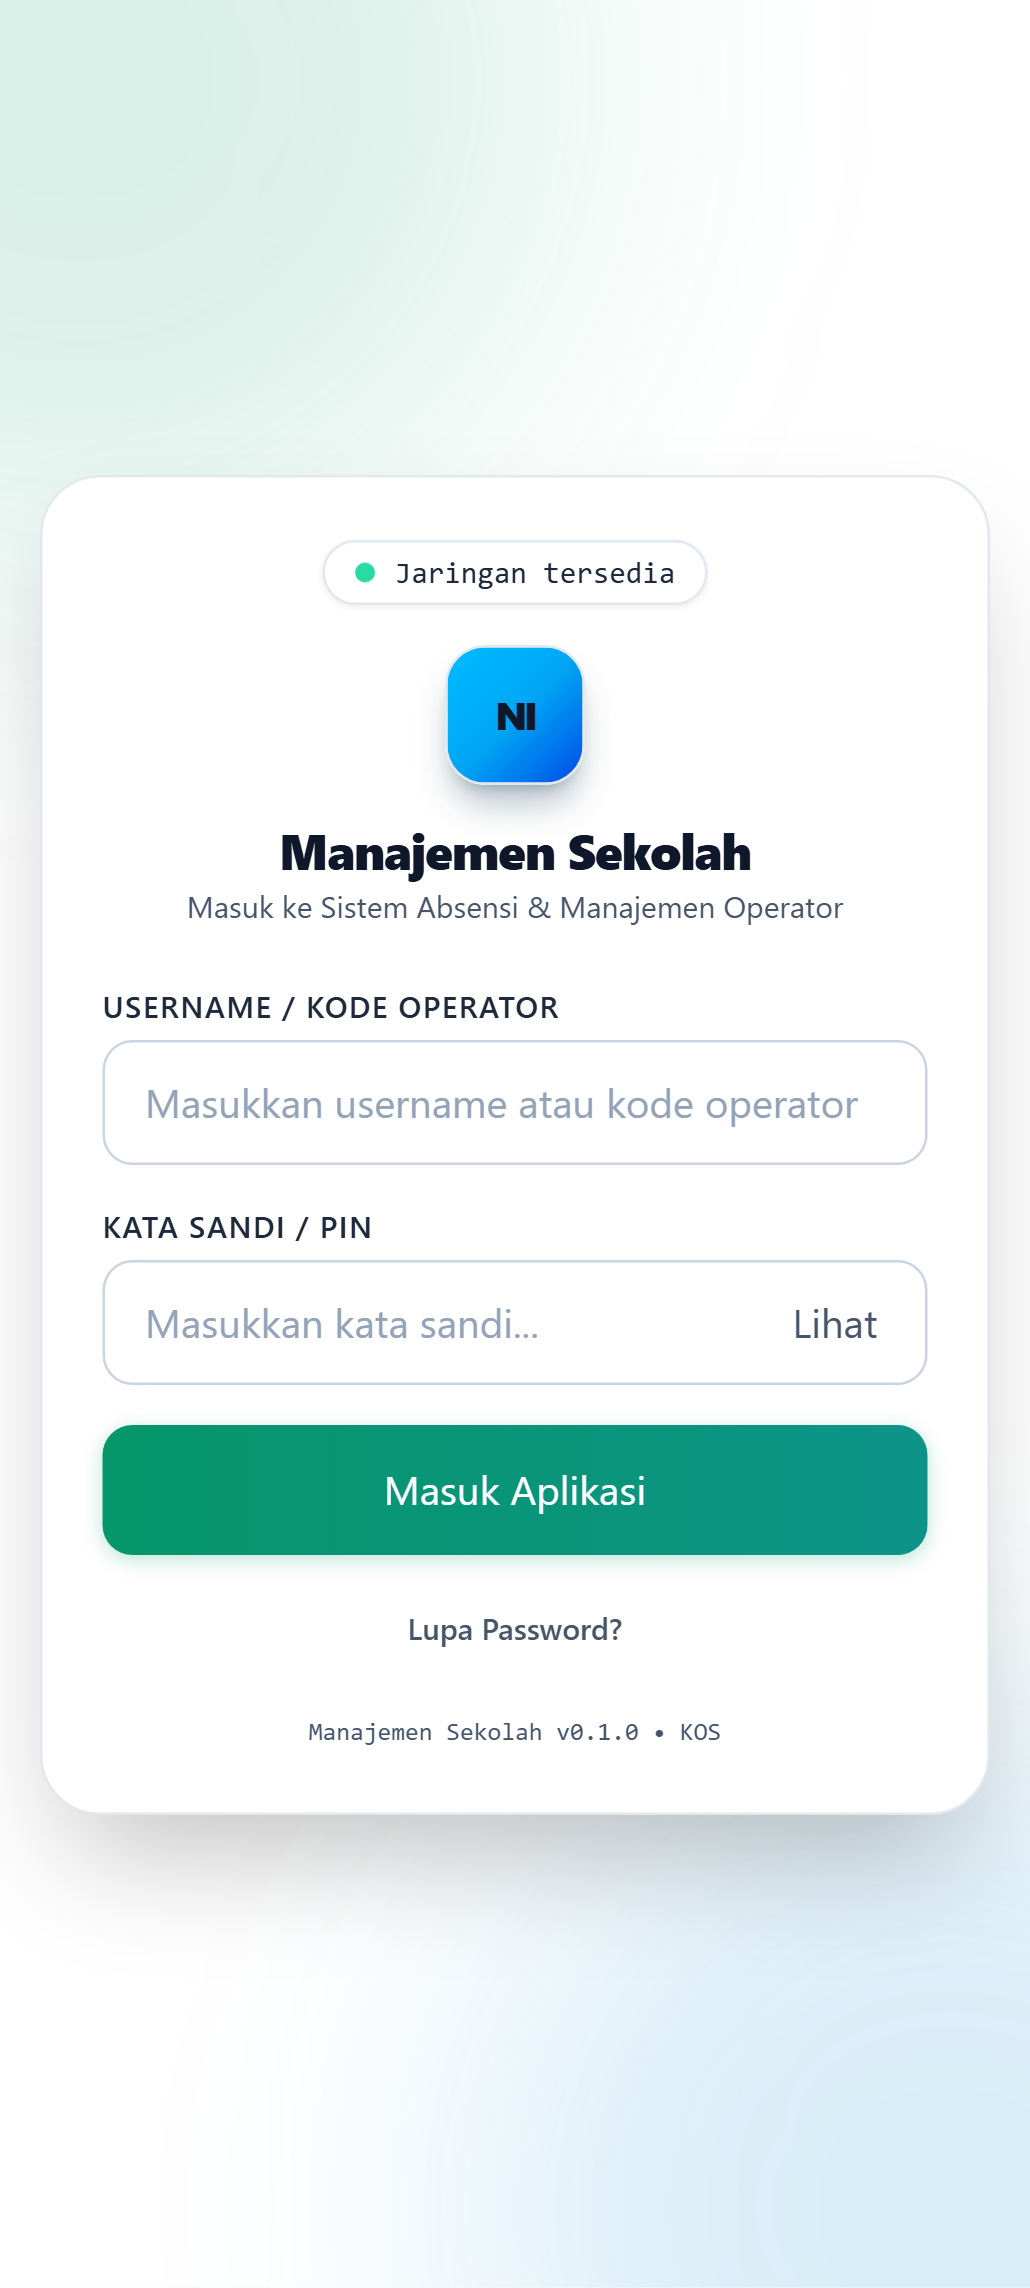 Jaringan tersedia
NI
Manajemen Sekolah
Masuk ke Sistem Absensi & Manajemen Operator
USERNAME / KODE OPERATOR
Masukkan username atau kode operator
KATA SANDI / PIN
Masukkan kata sandi...
Lihat
Masuk Aplikasi
Lupa Password?
Manajemen Sekolah v0.1.0 • KOS